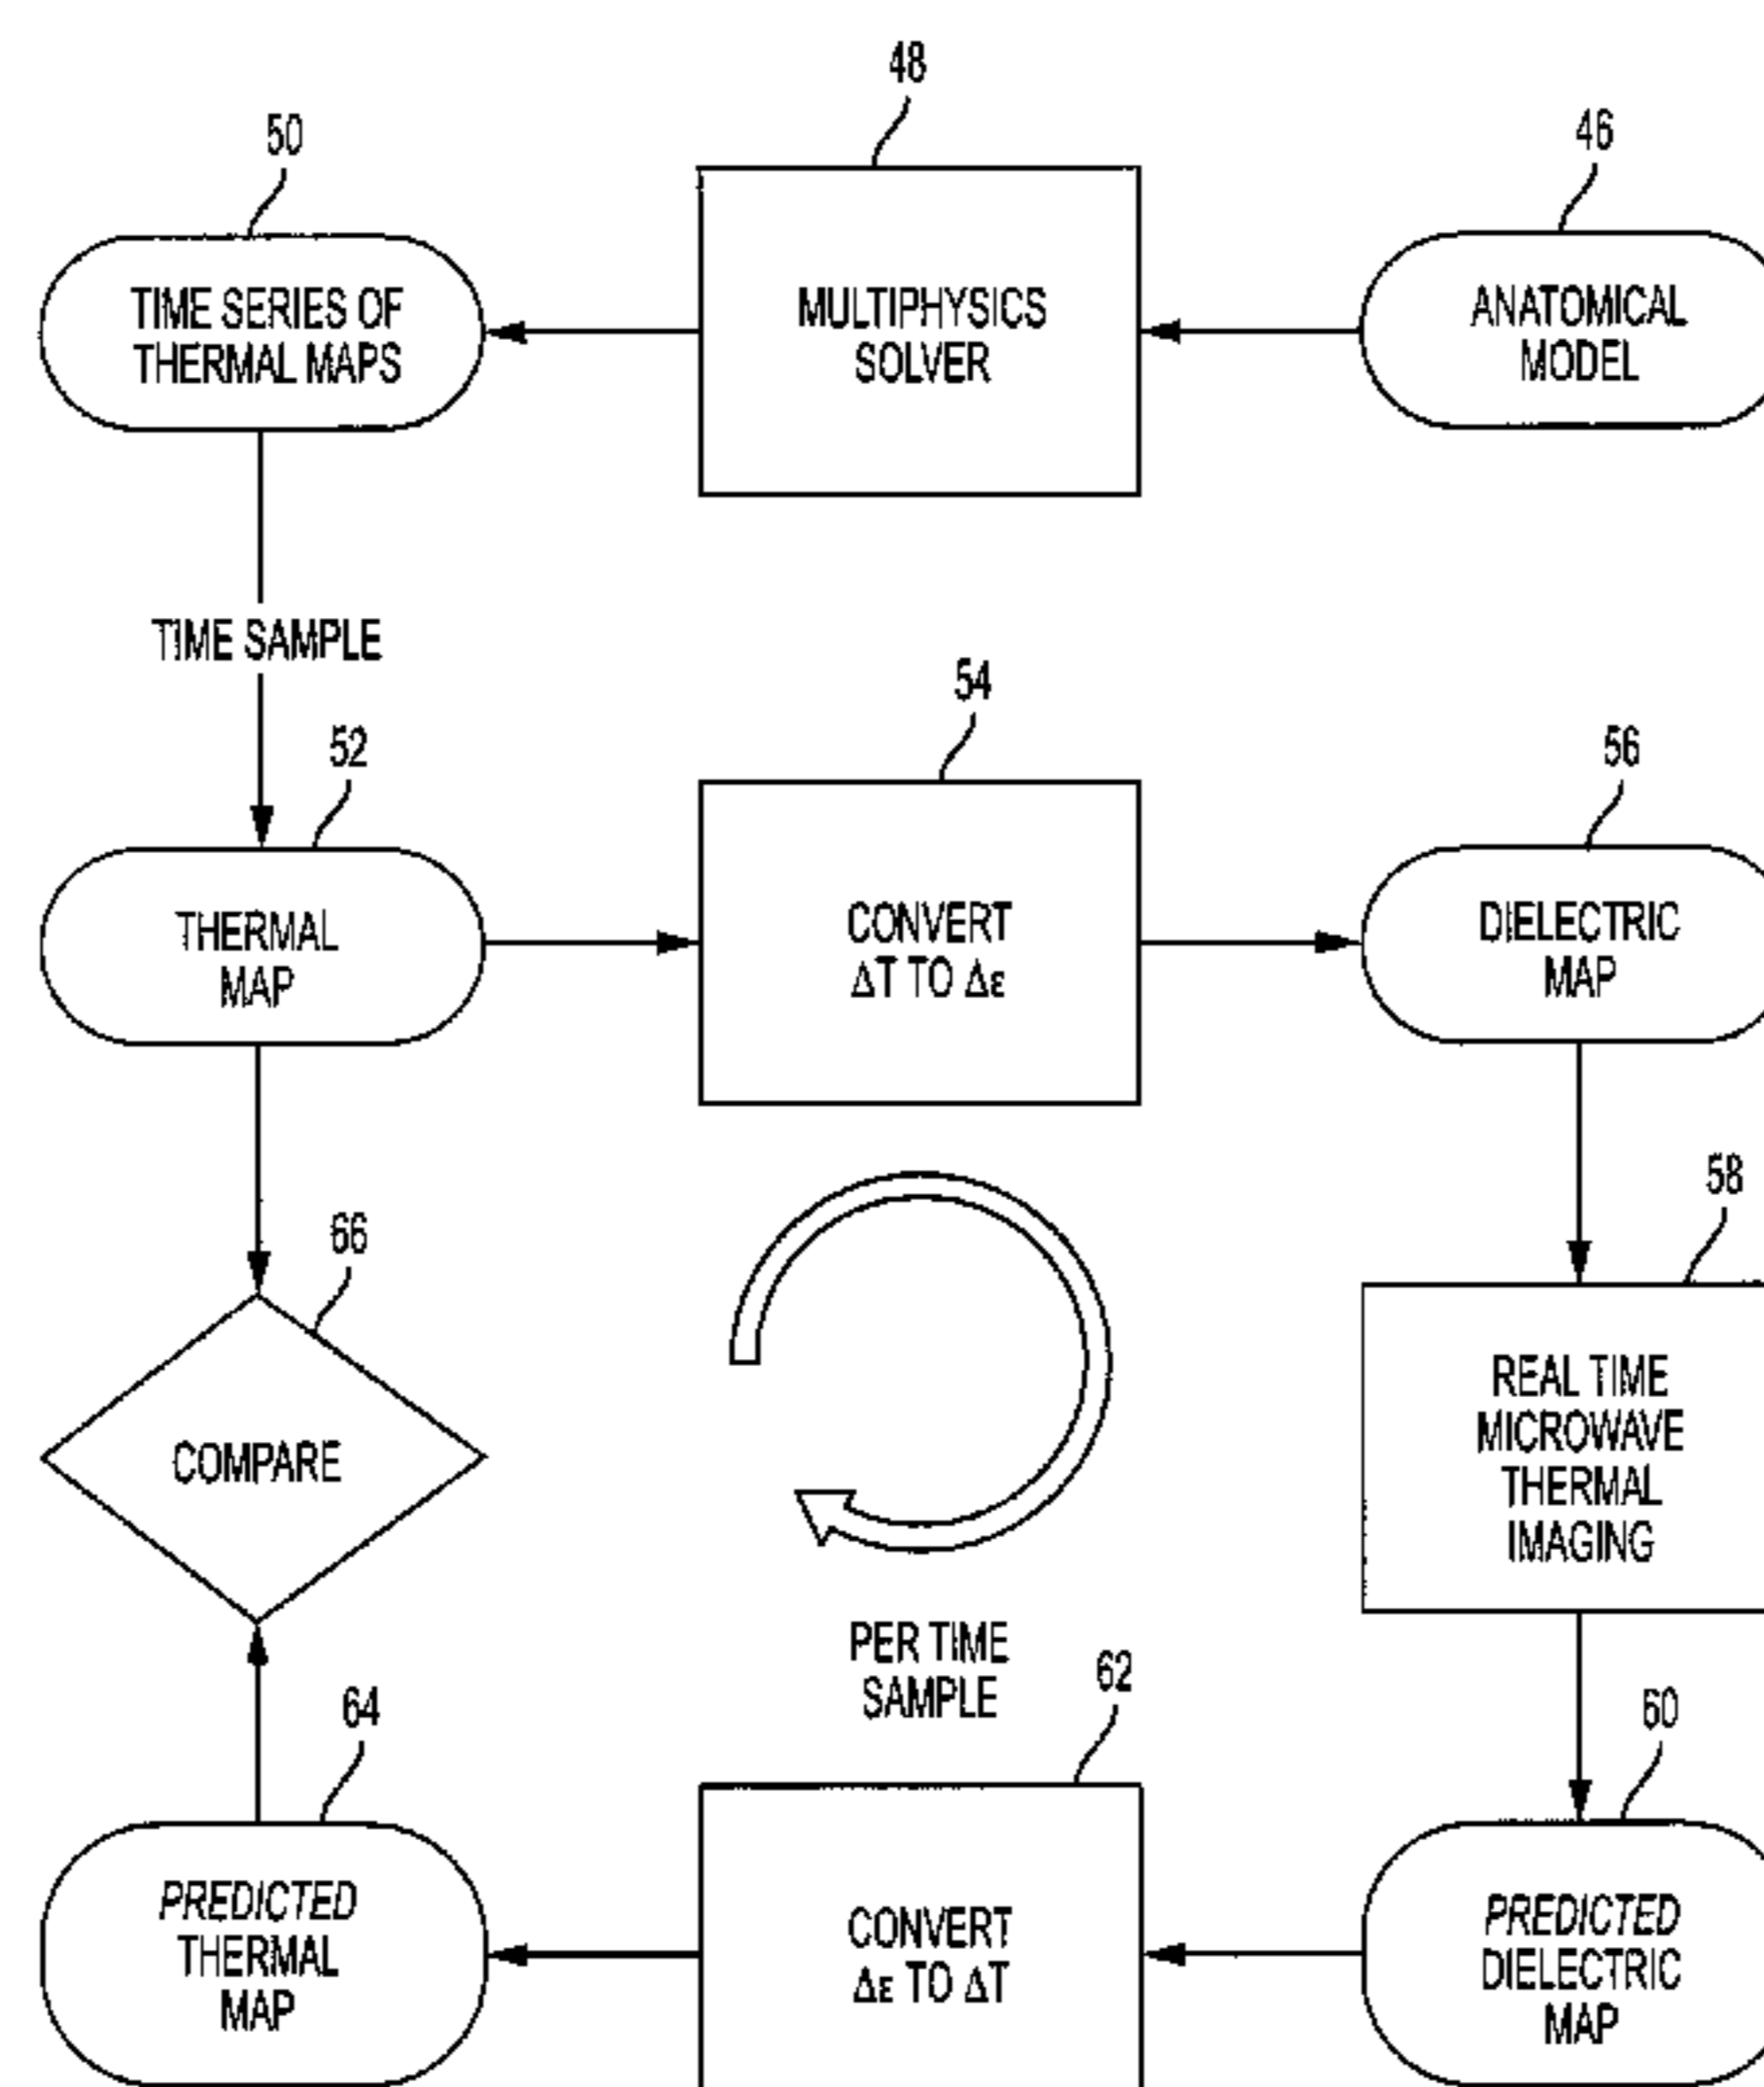 48
50
46
TIME SERIES OF
THERMAL MAPS
MULTIPHYSICS
SOLVER
ANATOMICAL
MODEL
TIME SAMPLE
54
52
56
THERMAL
MAP
CONVERT
ΔT TO Δε
DIELECTRIC
MAP
58
66
COMPARE
REAL TIME
MICROWAVE
THERMAL
IMAGING
PER TIME
SAMPLE
62
64
60
PREDICTED
THERMAL
MAP
CONVERT
Δε TO ΔT
PREDICTED
DIELECTRIC
MAP